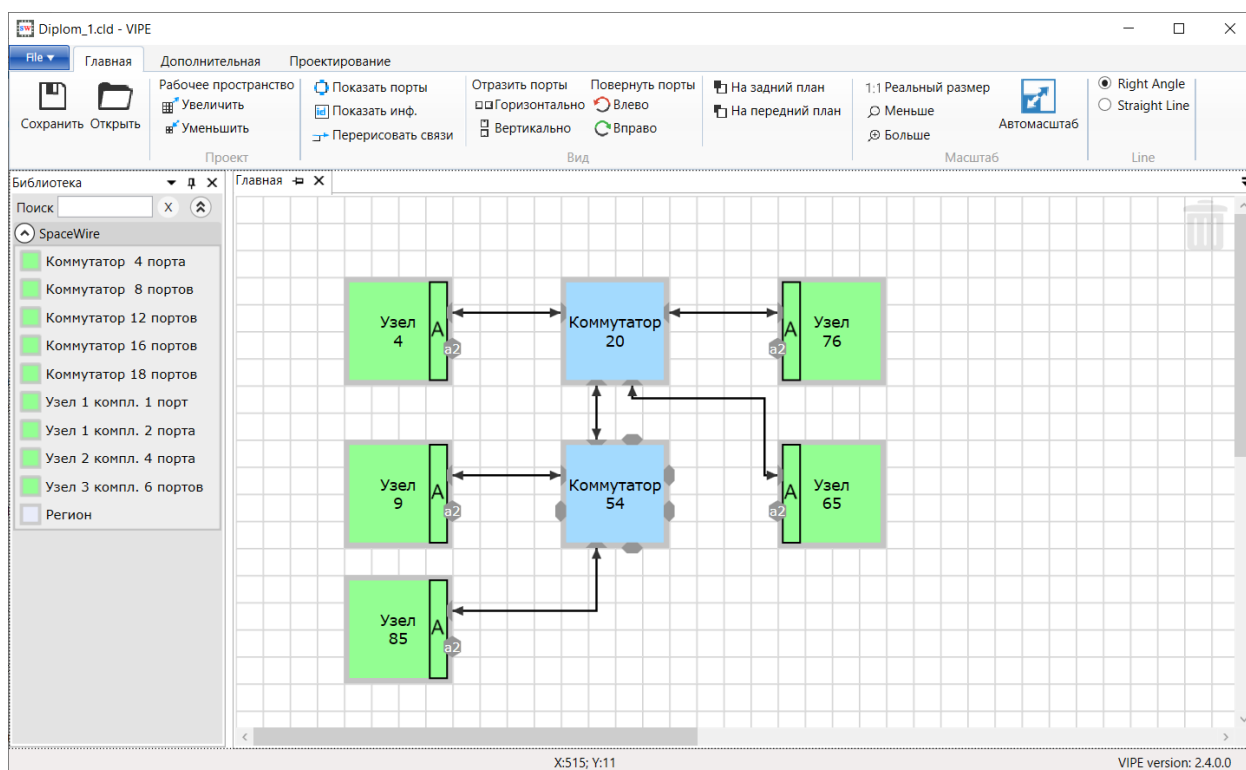 Diplom_1.cld - VIPE
File
Главная
Дополнительная
Проектирование
Сохранить
Открыть
Рабочее пространство
Увеличить
Уменьшить
Проект
Показать порты
Показать инф.
Перерисовать связи
Отразить порты
Горизонтально
Вертикально
Повернуть порты
Влево
Вправо
Вид
На задний план
На передний план
1:1 Реальный размер
Меньше
Больше
Автомасштаб
Масштаб
Right Angle
Straight Line
Line
Библиотека
Поиск
X
SpaceWire
Коммутатор 4 порта
Коммутатор 8 портов
Коммутатор 12 портов
Коммутатор 16 портов
Коммутатор 18 портов
Узел 1 компл. 1 порт
Узел 1 компл. 2 порта
Узел 2 компл. 4 порта
Узел 3 компл. 6 портов
Регион
Главная
Узел
4
A
a2
Коммутатор
20
A
a2
Узел
76
Узел
9
A
a2
Коммутатор
54
A
a2
Узел
65
Узел
85
A
a2
X:515; Y:11
VIPE version: 2.4.0.0